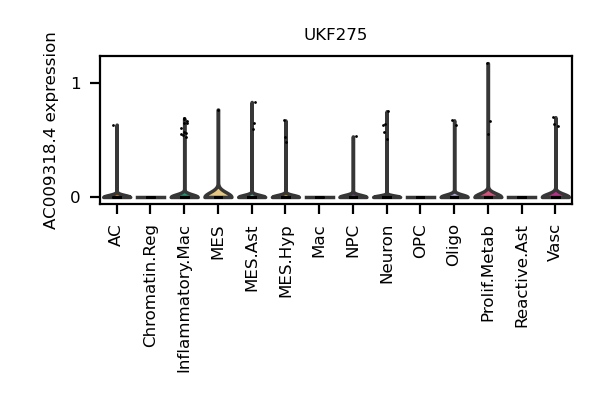 UKF275
AC009318.4 expression
1
0
AC
Chromatin.Reg
Inflammatory.Mac
MES
MES.Ast
MES.Hyp
Mac
NPC
Neuron
OPC
Oligo
Prolif.Metab
Reactive.Ast
Vasc